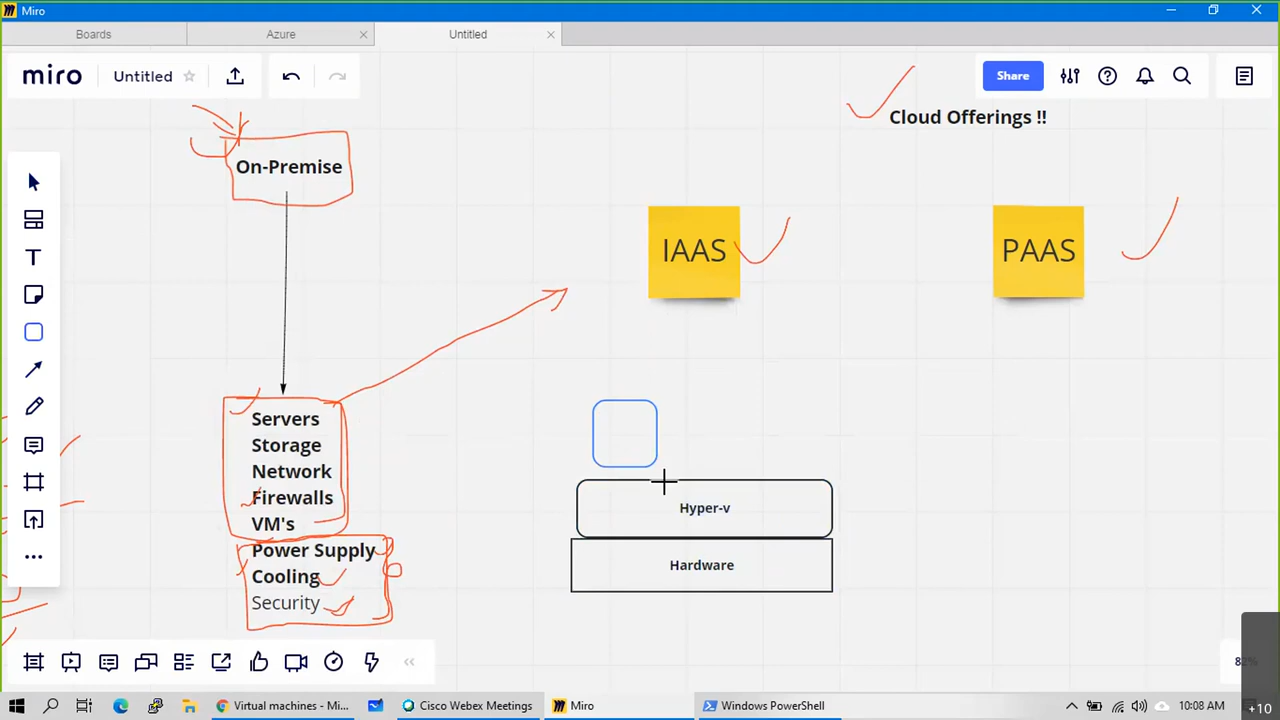 Miro
Boards
Azure
Untitled
miro
Untitled
Share
Cloud Offerings !!
On-Premise
IAAS
PAAS
Servers
Storage
Network
Firewalls
VM's
Power Supply
Cooling
Security
Hyper-v
Hardware
Virtual machines - Mi...
Cisco Webex Meetings
Miro
Windows PowerShell
10:08 AM
+10